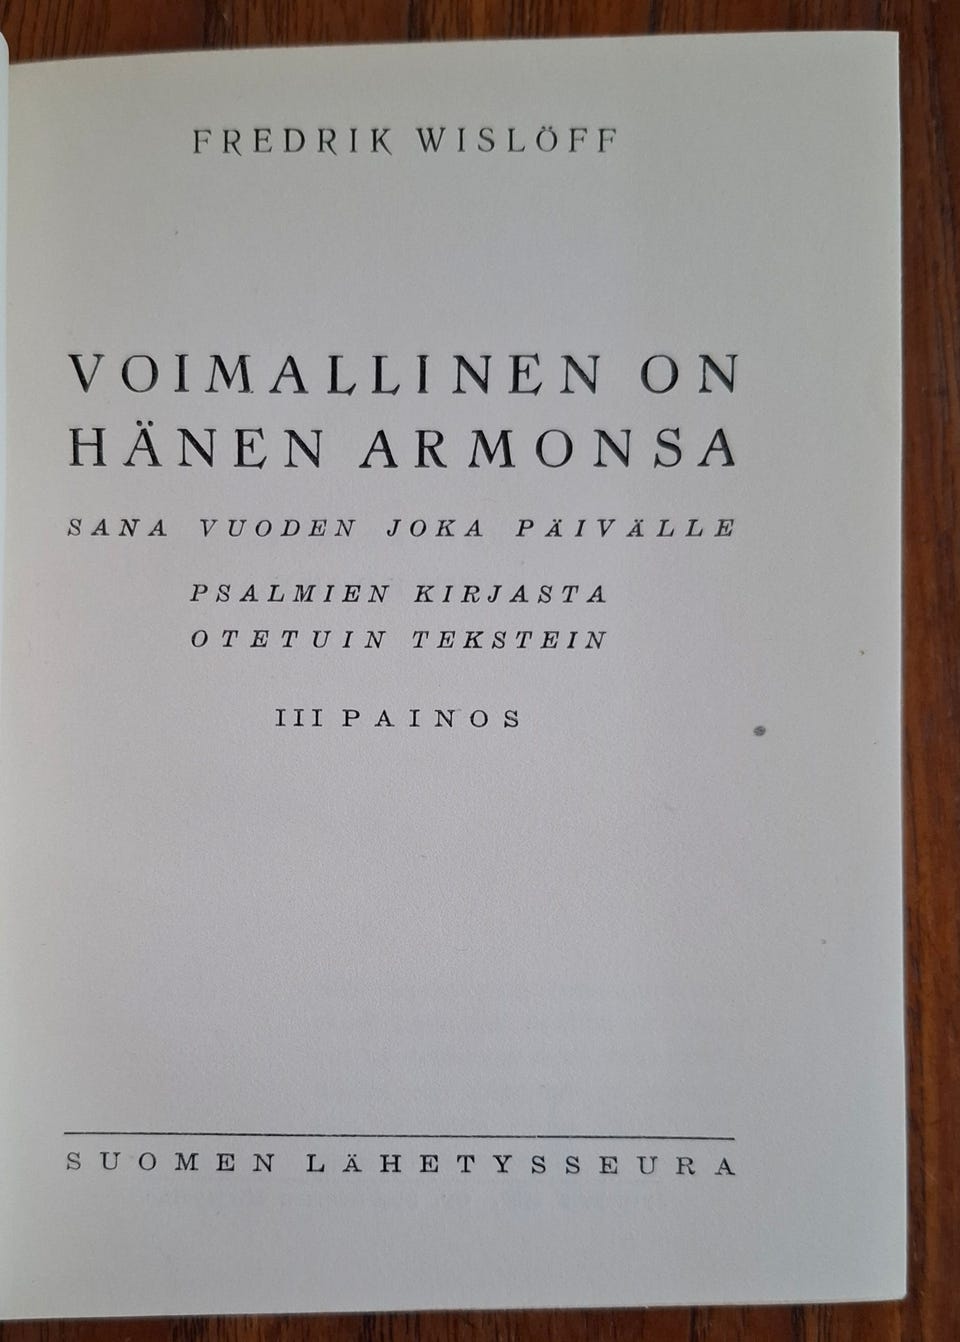 FREDRIK WISLÖFF
VOIMALLINEN ON
HÄNEN ARMONSA
SANA VUODEN JOKA PÄIVÄLLE
PSALMIEN KIRJASTA
OTETUIN TEKSTEIN
III PAINOS
SUOMEN LÄHETYSSEURA